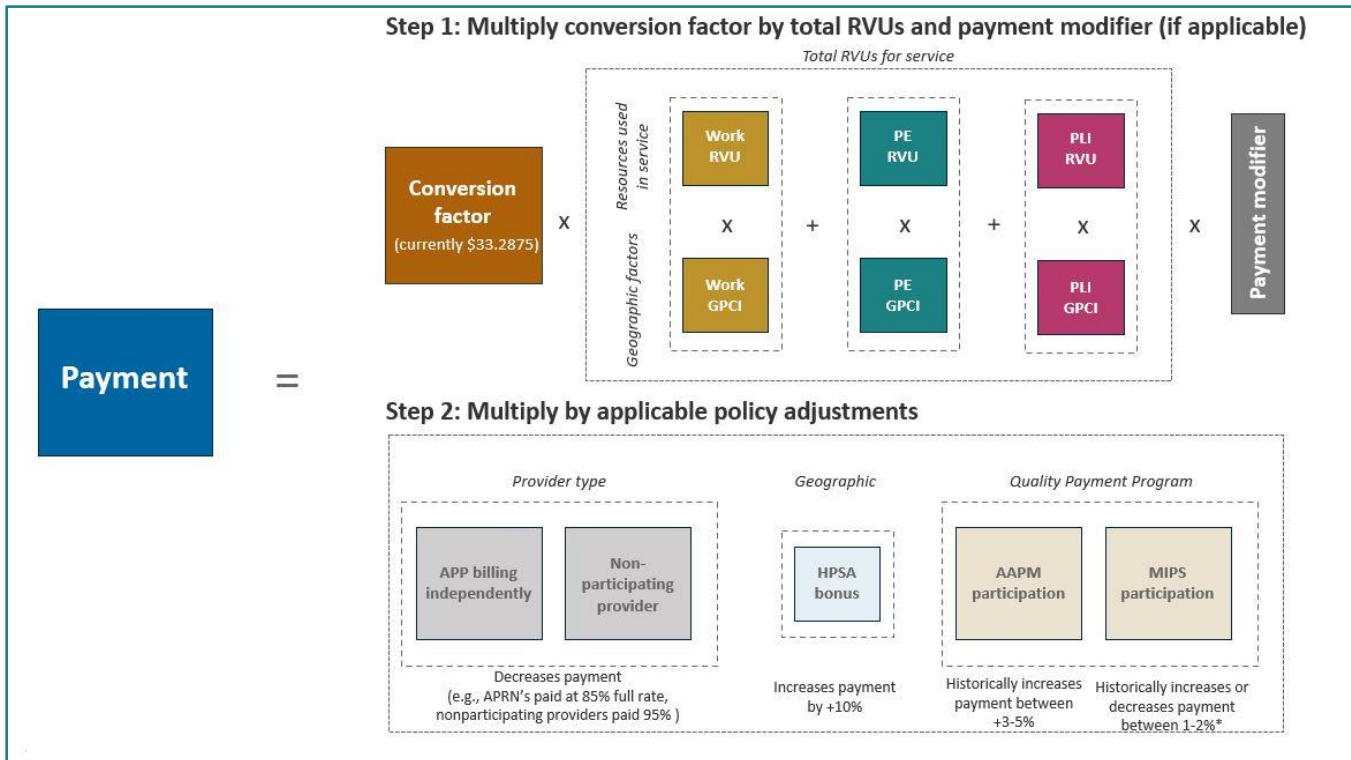 Step 1: Multiply conversion factor by total RVUs and payment modifier (if applicable)
Total RVUs for service
Resources used
in service
Geographic factors
Conversion
factor
(currently $33.2875)
x
Work
RVU
x
Work
GPCI
+
PE
RVU
x
PE
GPCI
+
PLI
RVU
x
PLI
GPCI
x
Payment modifier
Payment
=
Step 2: Multiply by applicable policy adjustments
Provider type
APP billing
independently
Non-
participating
provider
Decreases payment
(e.g., APRN's paid at 85% full rate,
nonparticipating providers paid 95% )
Geographic
HPSA
bonus
Increases payment
by +10%
Quality Payment Program
AAPM
participation
MIPS
participation
Historically increases
payment between
+3-5%
Historically increases or
decreases payment
between 1-2%*